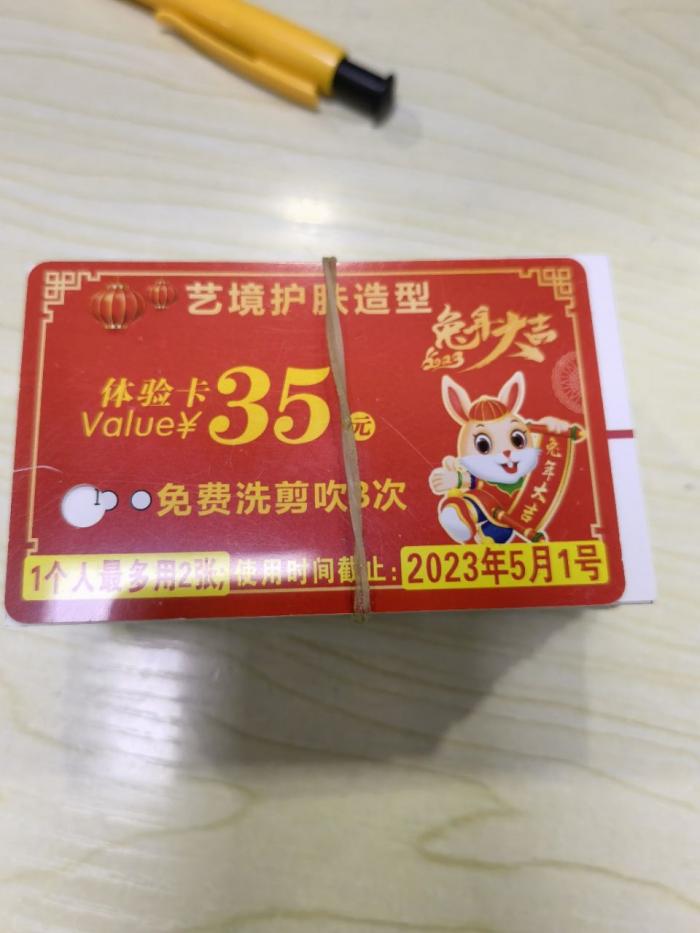 艺境护肤造型
兔年大吉
2023
体验卡
Value¥35元
免费洗剪吹3次
兔年大吉
1个人最多用2张;使用时间截止:2023年5月1号